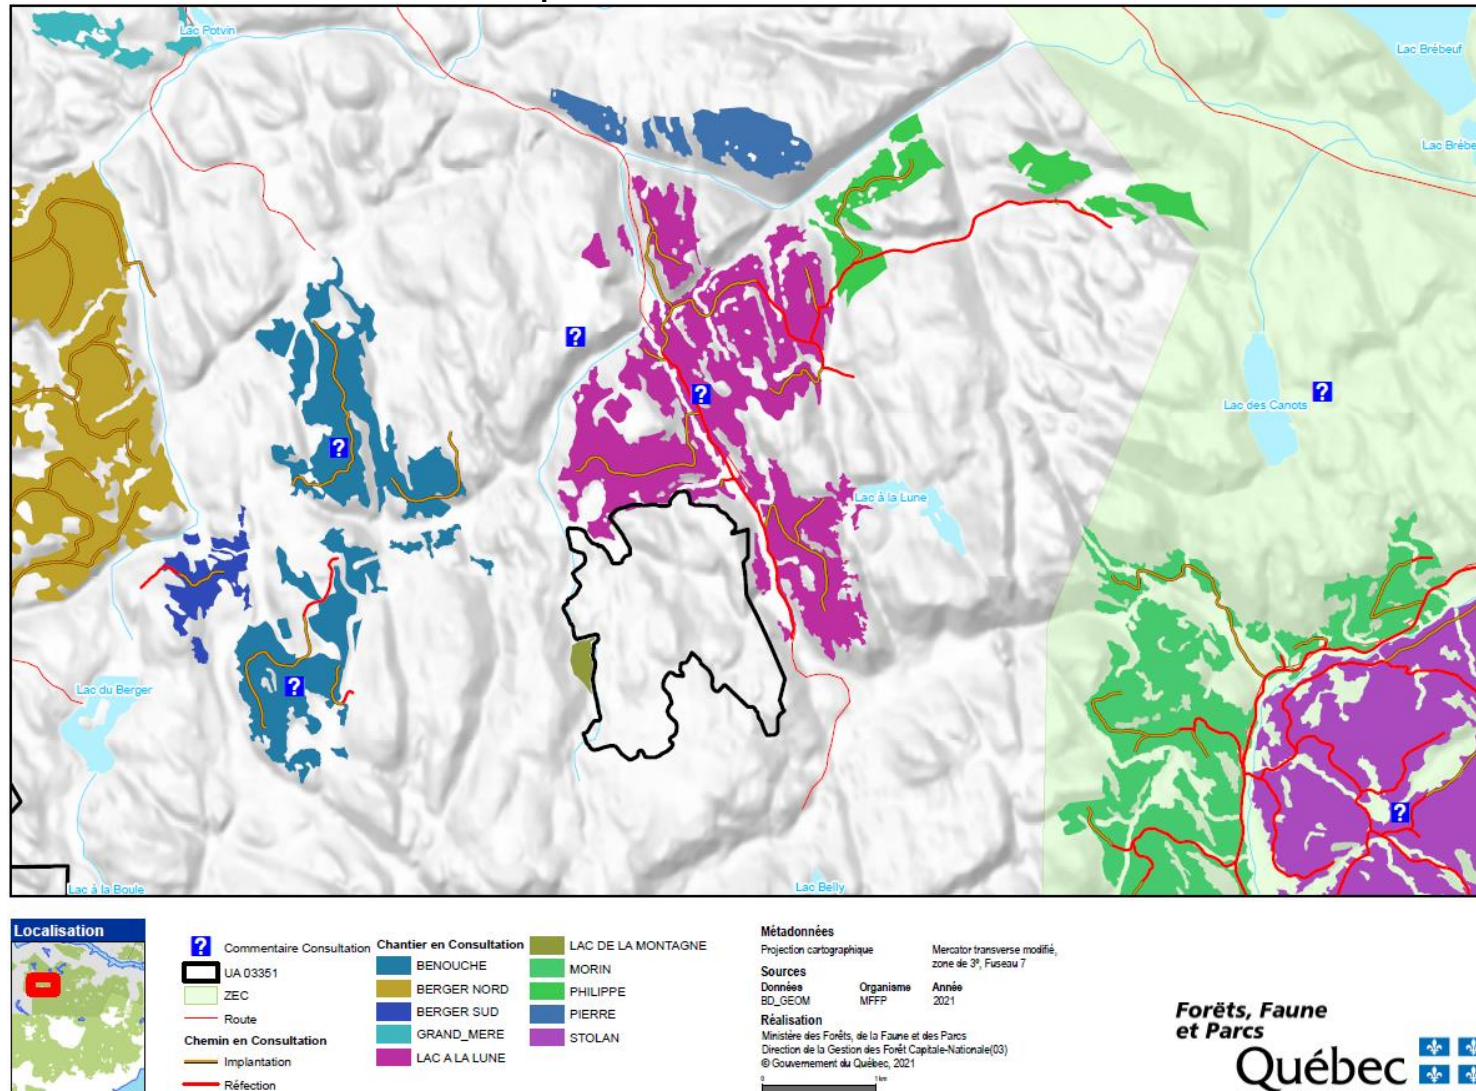 Lac Potvin
Lac Brébeuf
Lac Brébe
Lac des Canots
Lac à la Lune
Lac du Berger
Lac à la Boule
Lac Belly
Localisation
Commentaire Consultation
UA 03351
ZEC
Route
Chemin en Consultation
Implantation
Réfection
Chantier en Consultation
BENOUCHE
BERGER NORD
BERGER SUD
GRAND_MERE
LAC A LA LUNE
LAC DE LA MONTAGNE
MORIN
PHILIPPE
PIERRE
STOLAN
Métadonnées
Projection cartographique Mercator transverse modifié,
zone de 3º, Fuseau 7
Sources
Données Organisme Année
BD_GEOM MFFP 2021
Réalisation
Ministère des Forêts, de la Faune et des Parcs
Direction de la Gestion des Forêt Capitale-Nationale(03)
© Gouvernement du Québec, 2021
0 1 km
Forêts, Faune
et Parcs
Québec